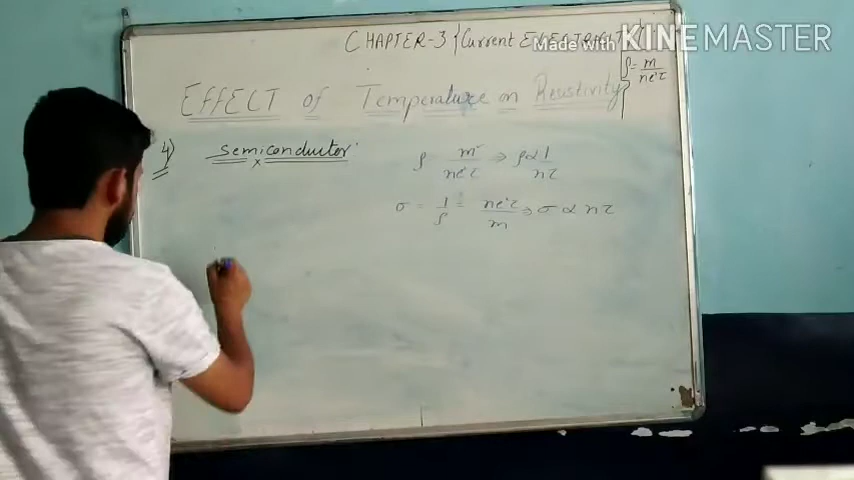 CHAPTER-3 {Current
Made with KINEMASTER
ρ = m / ne²τ
EFFECT of Temperature on Resistivity
4) Semiconductor
ρ m / ne²τ ⇒ ρ ∝ 1 / nτ
σ = 1 / ρ = ne²τ / m ⇒ σ ∝ nτ